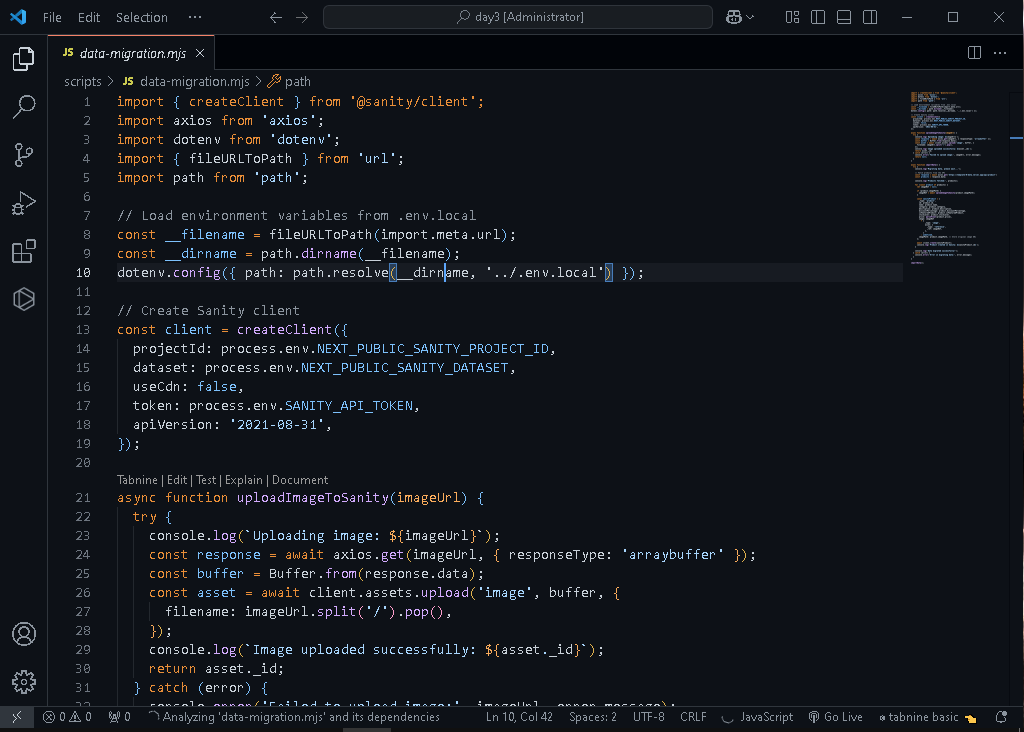 File Edit Selection ··· day3 [Administrator]
JS data-migration.mjs
scripts > JS data-migration.mjs > path
1 import { createClient } from '@sanity/client';
2 import axios from 'axios';
3 import dotenv from 'dotenv';
4 import { fileURLToPath } from 'url';
5 import path from 'path';
6
7 // Load environment variables from .env.local
8 const __filename = fileURLToPath(import.meta.url);
9 const __dirname = path.dirname(__filename);
10 dotenv.config({ path: path.resolve(__dirname, '../.env.local') });
11
12 // Create Sanity client
13 const client = createClient({
14 projectId: process.env.NEXT_PUBLIC_SANITY_PROJECT_ID,
15 dataset: process.env.NEXT_PUBLIC_SANITY_DATASET,
16 useCdn: false,
17 token: process.env.SANITY_API_TOKEN,
18 apiVersion: '2021-08-31',
19 });
20
Tabnine | Edit | Test | Explain | Document
21 async function uploadImageToSanity(imageUrl) {
22 try {
23 console.log(`Uploading image: ${imageUrl}`);
24 const response = await axios.get(imageUrl, { responseType: 'arraybuffer' });
25 const buffer = Buffer.from(response.data);
26 const asset = await client.assets.upload('image', buffer, {
27 filename: imageUrl.split('/').pop(),
28 });
29 console.log(`Image uploaded successfully: ${asset._id}`);
30 return asset._id;
31 } catch (error) {
32 console.error('Failed to upload image:', imageUrl, error.message);
0 0 0 Analyzing 'data-migration.mjs' and its dependencies Ln 10, Col 42 Spaces: 2 UTF-8 CRLF JavaScript Go Live tabnine basic